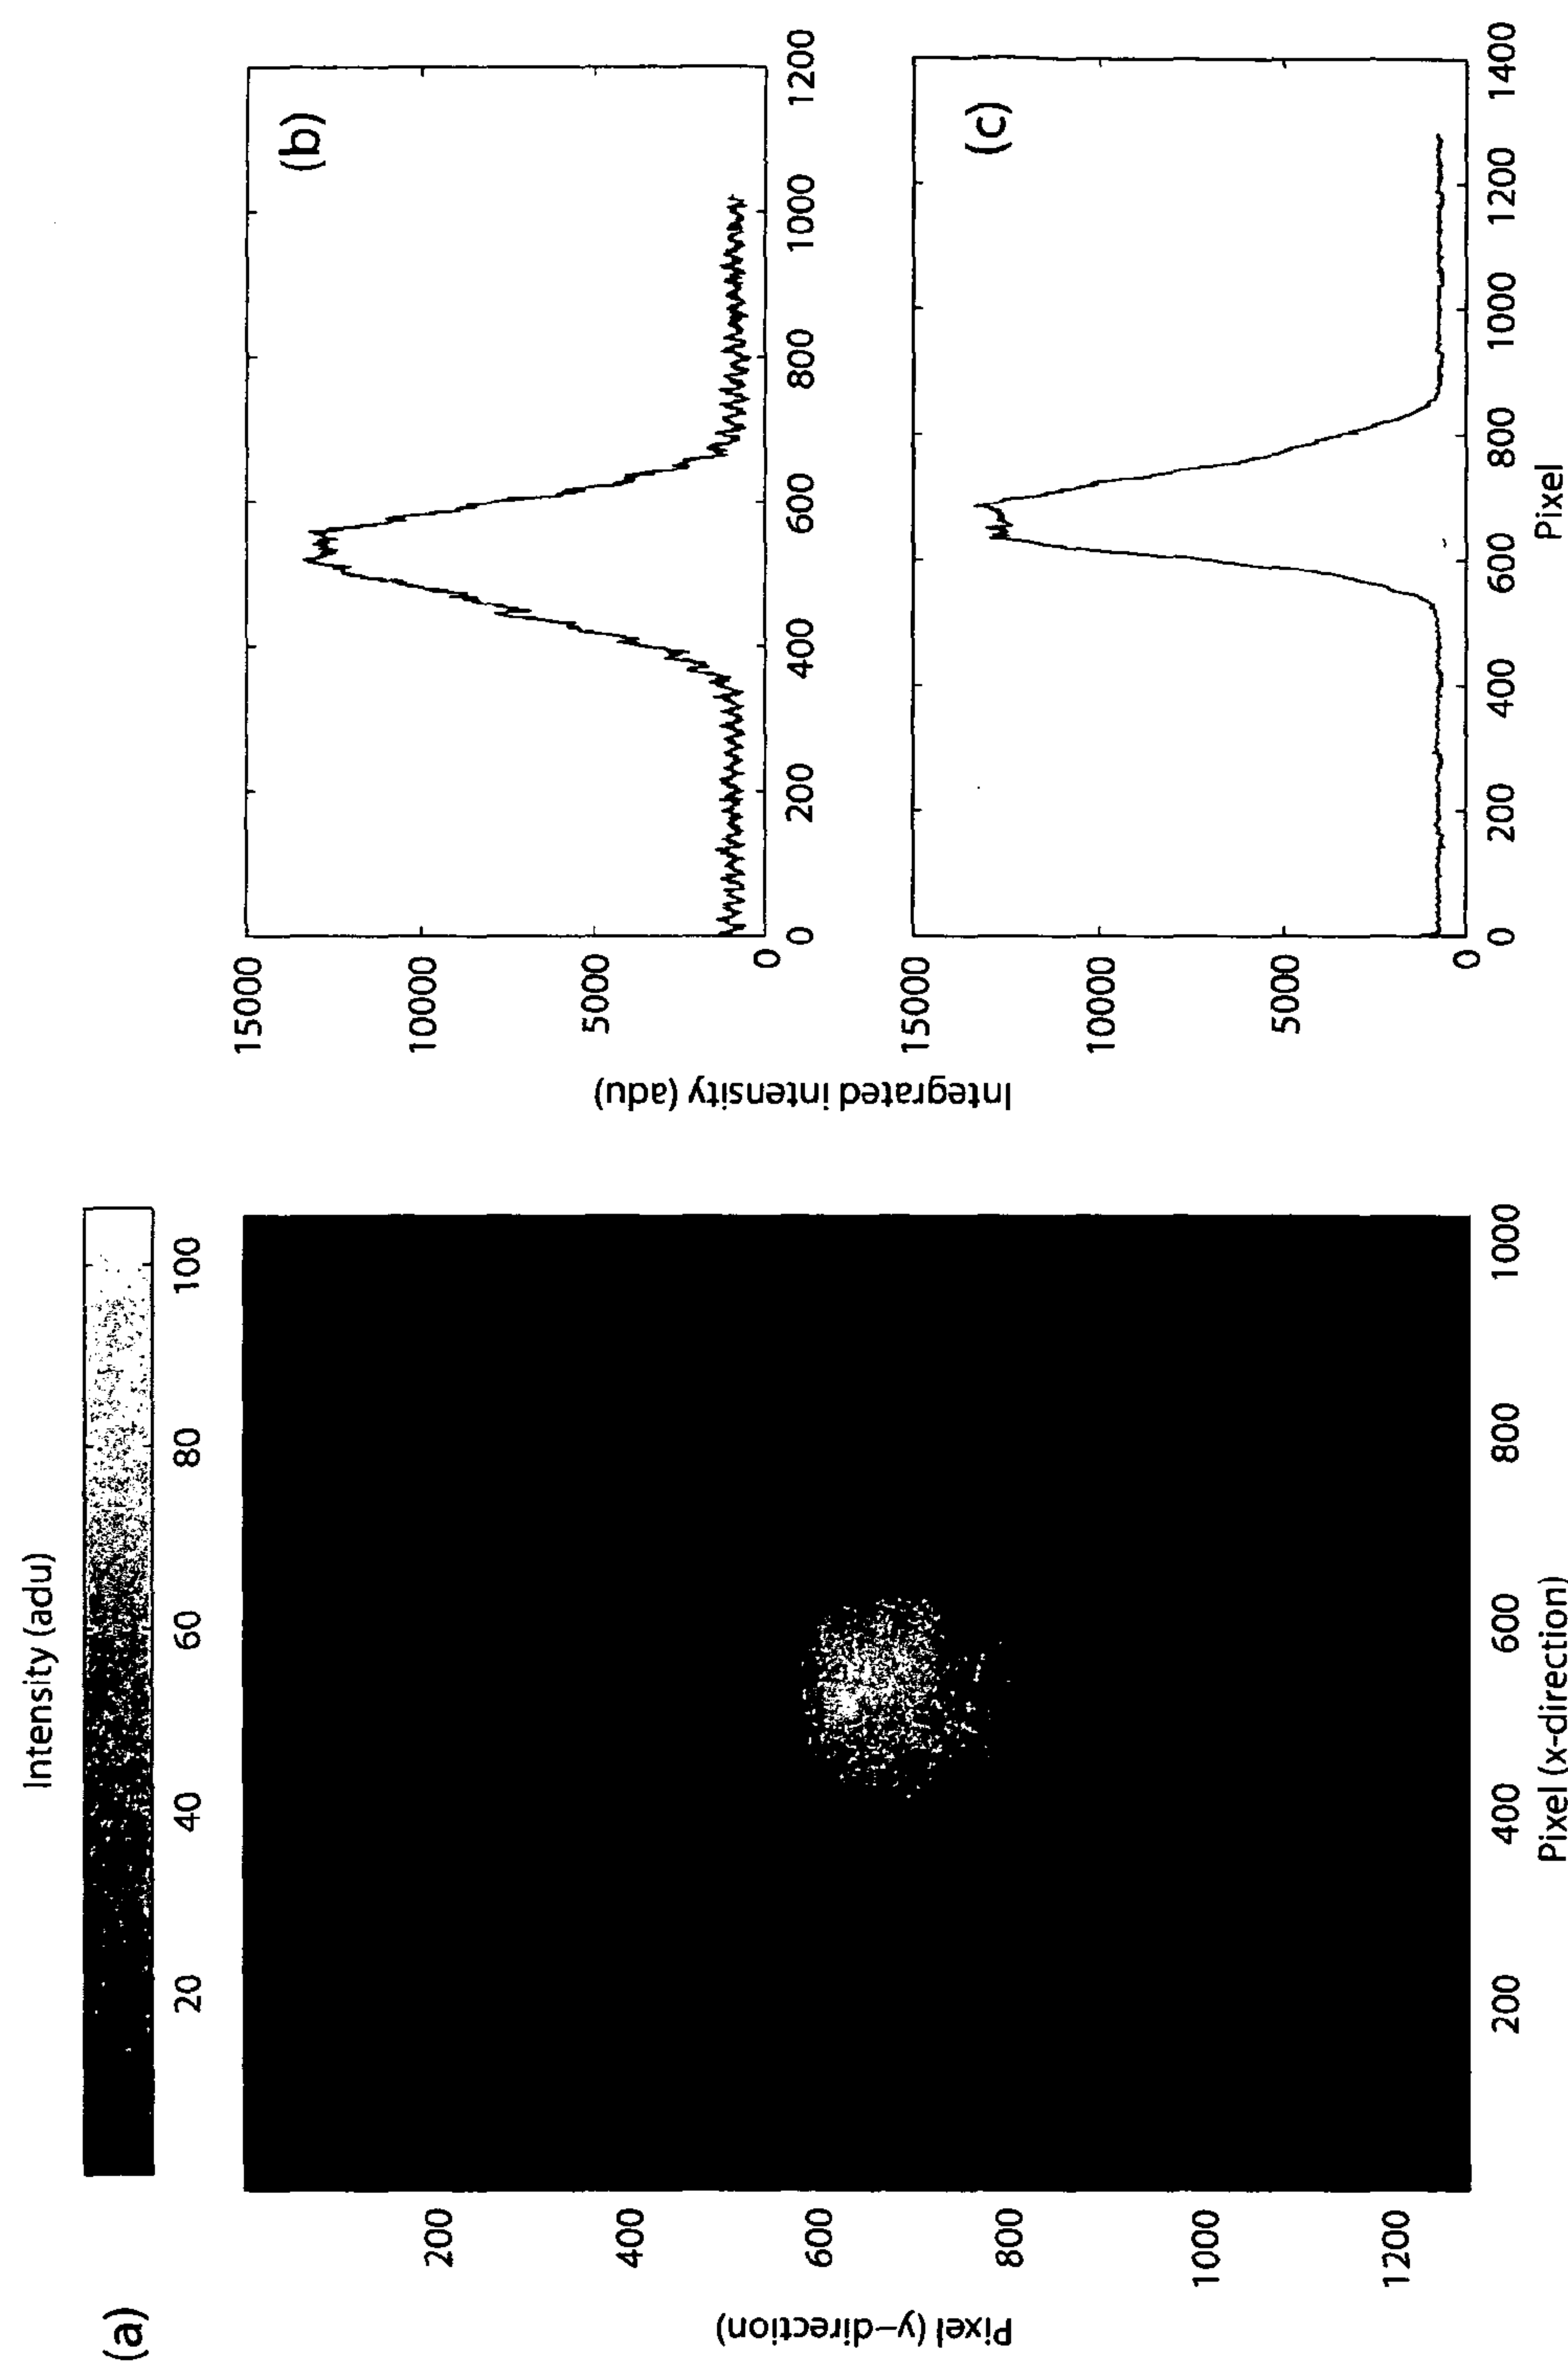 (a)
Intensity (adu)
20 40 60 80 100
Pixel (y-direction)
200
400
600
800
1000
1200
200 400 600 800 1000
Pixel (x-direction)
Integrated intensity (adu)
(b)
15000
10000
5000
0
0 200 400 600 800 1000 1200
(c)
15000
10000
5000
0
0 200 400 600 800 1000 1200 1400
Pixel